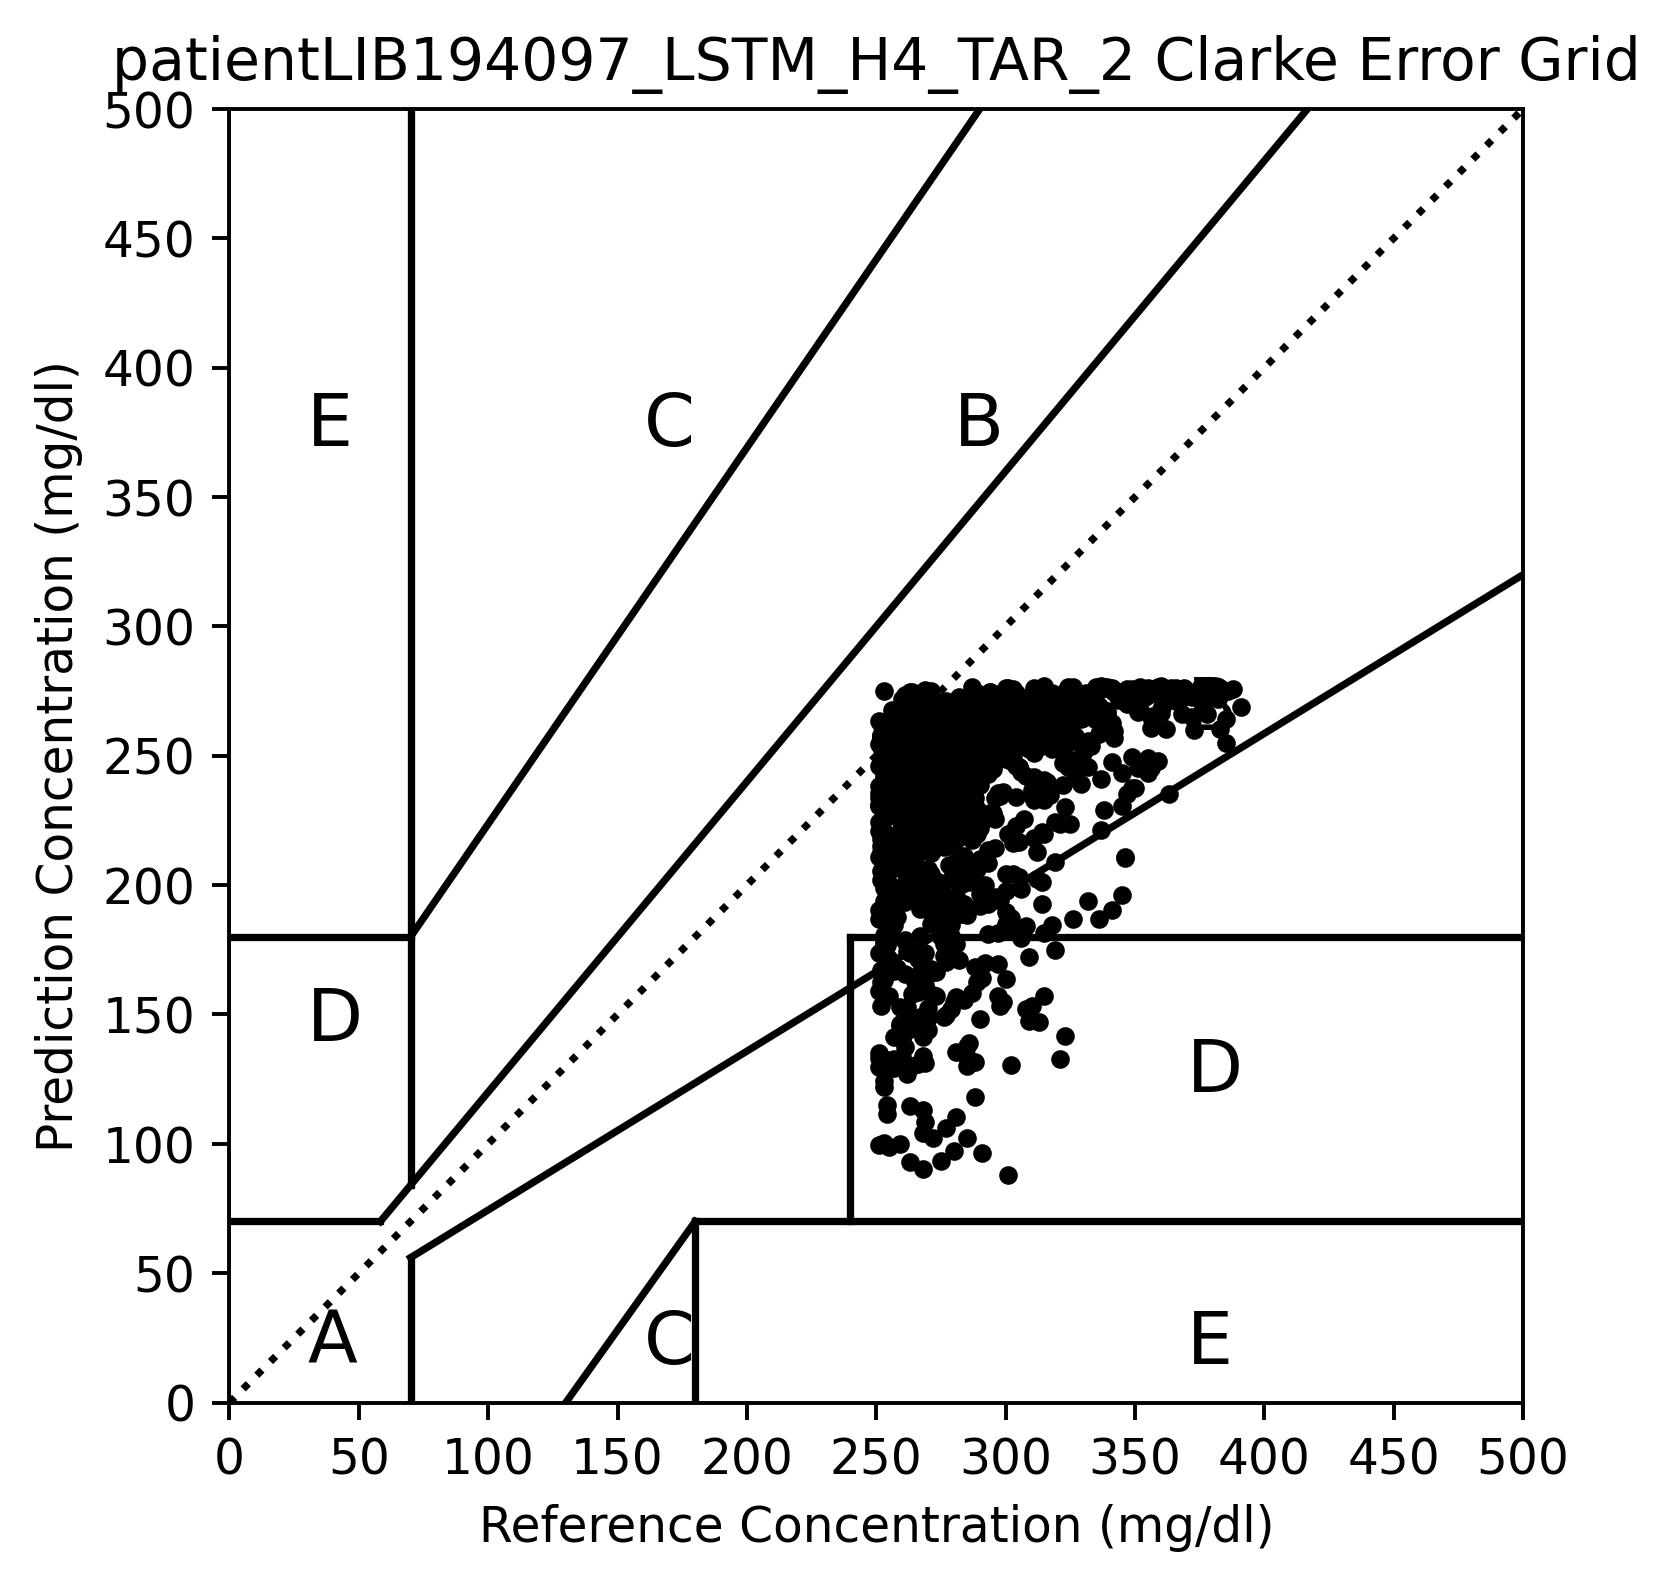 patientLIB194097_LSTM_H4_TAR_2 Clarke Error Grid
500
450
400
350
300
250
200
150
100
50
0
Prediction Concentration (mg/dl)
E
C
B
D
D
A
C
E
0 50 100 150 200 250 300 350 400 450 500
Reference Concentration (mg/dl)